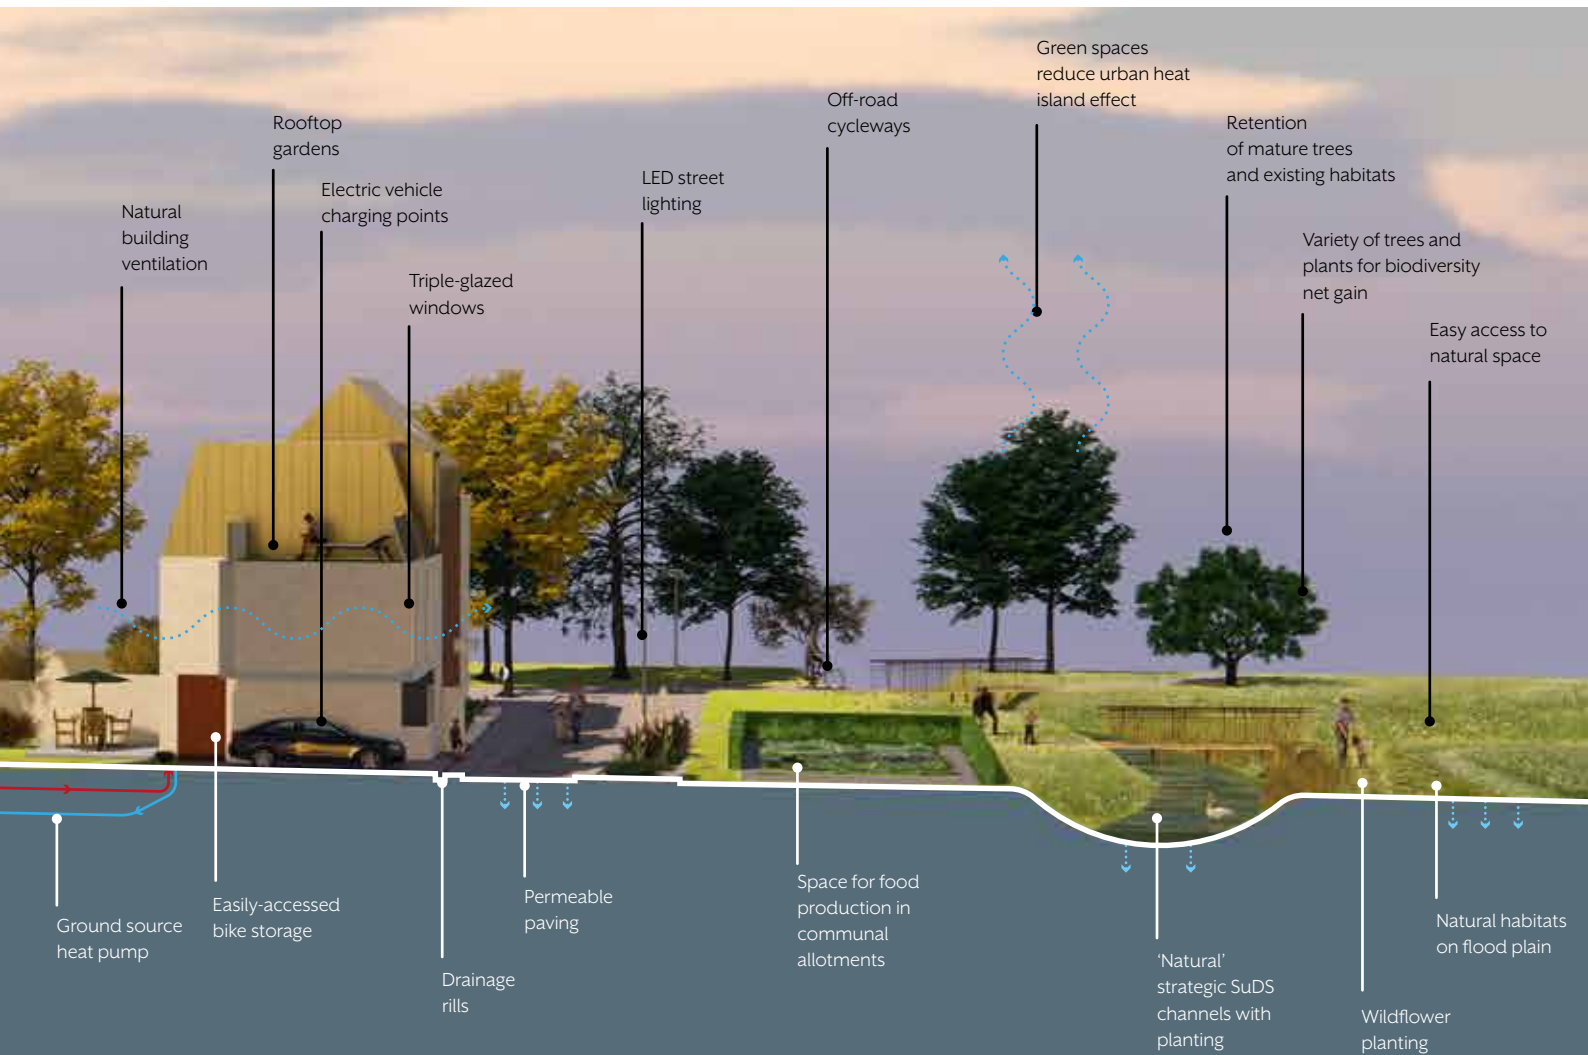 Green spaces
reduce urban heat
island effect
Off-road
cycleways
Rooftop
gardens
Retention
of mature trees
and existing habitats
LED street
lighting
Electric vehicle
charging points
Natural
building
ventilation
Variety of trees and
plants for biodiversity
net gain
Triple-glazed
windows
Easy access to
natural space
Ground source
heat pump
Easily-accessed
bike storage
Drainage
rills
Permeable
paving
Space for food
production in
communal
allotments
‘Natural’
strategic SuDS
channels with
planting
Wildflower
planting
Natural habitats
on flood plain